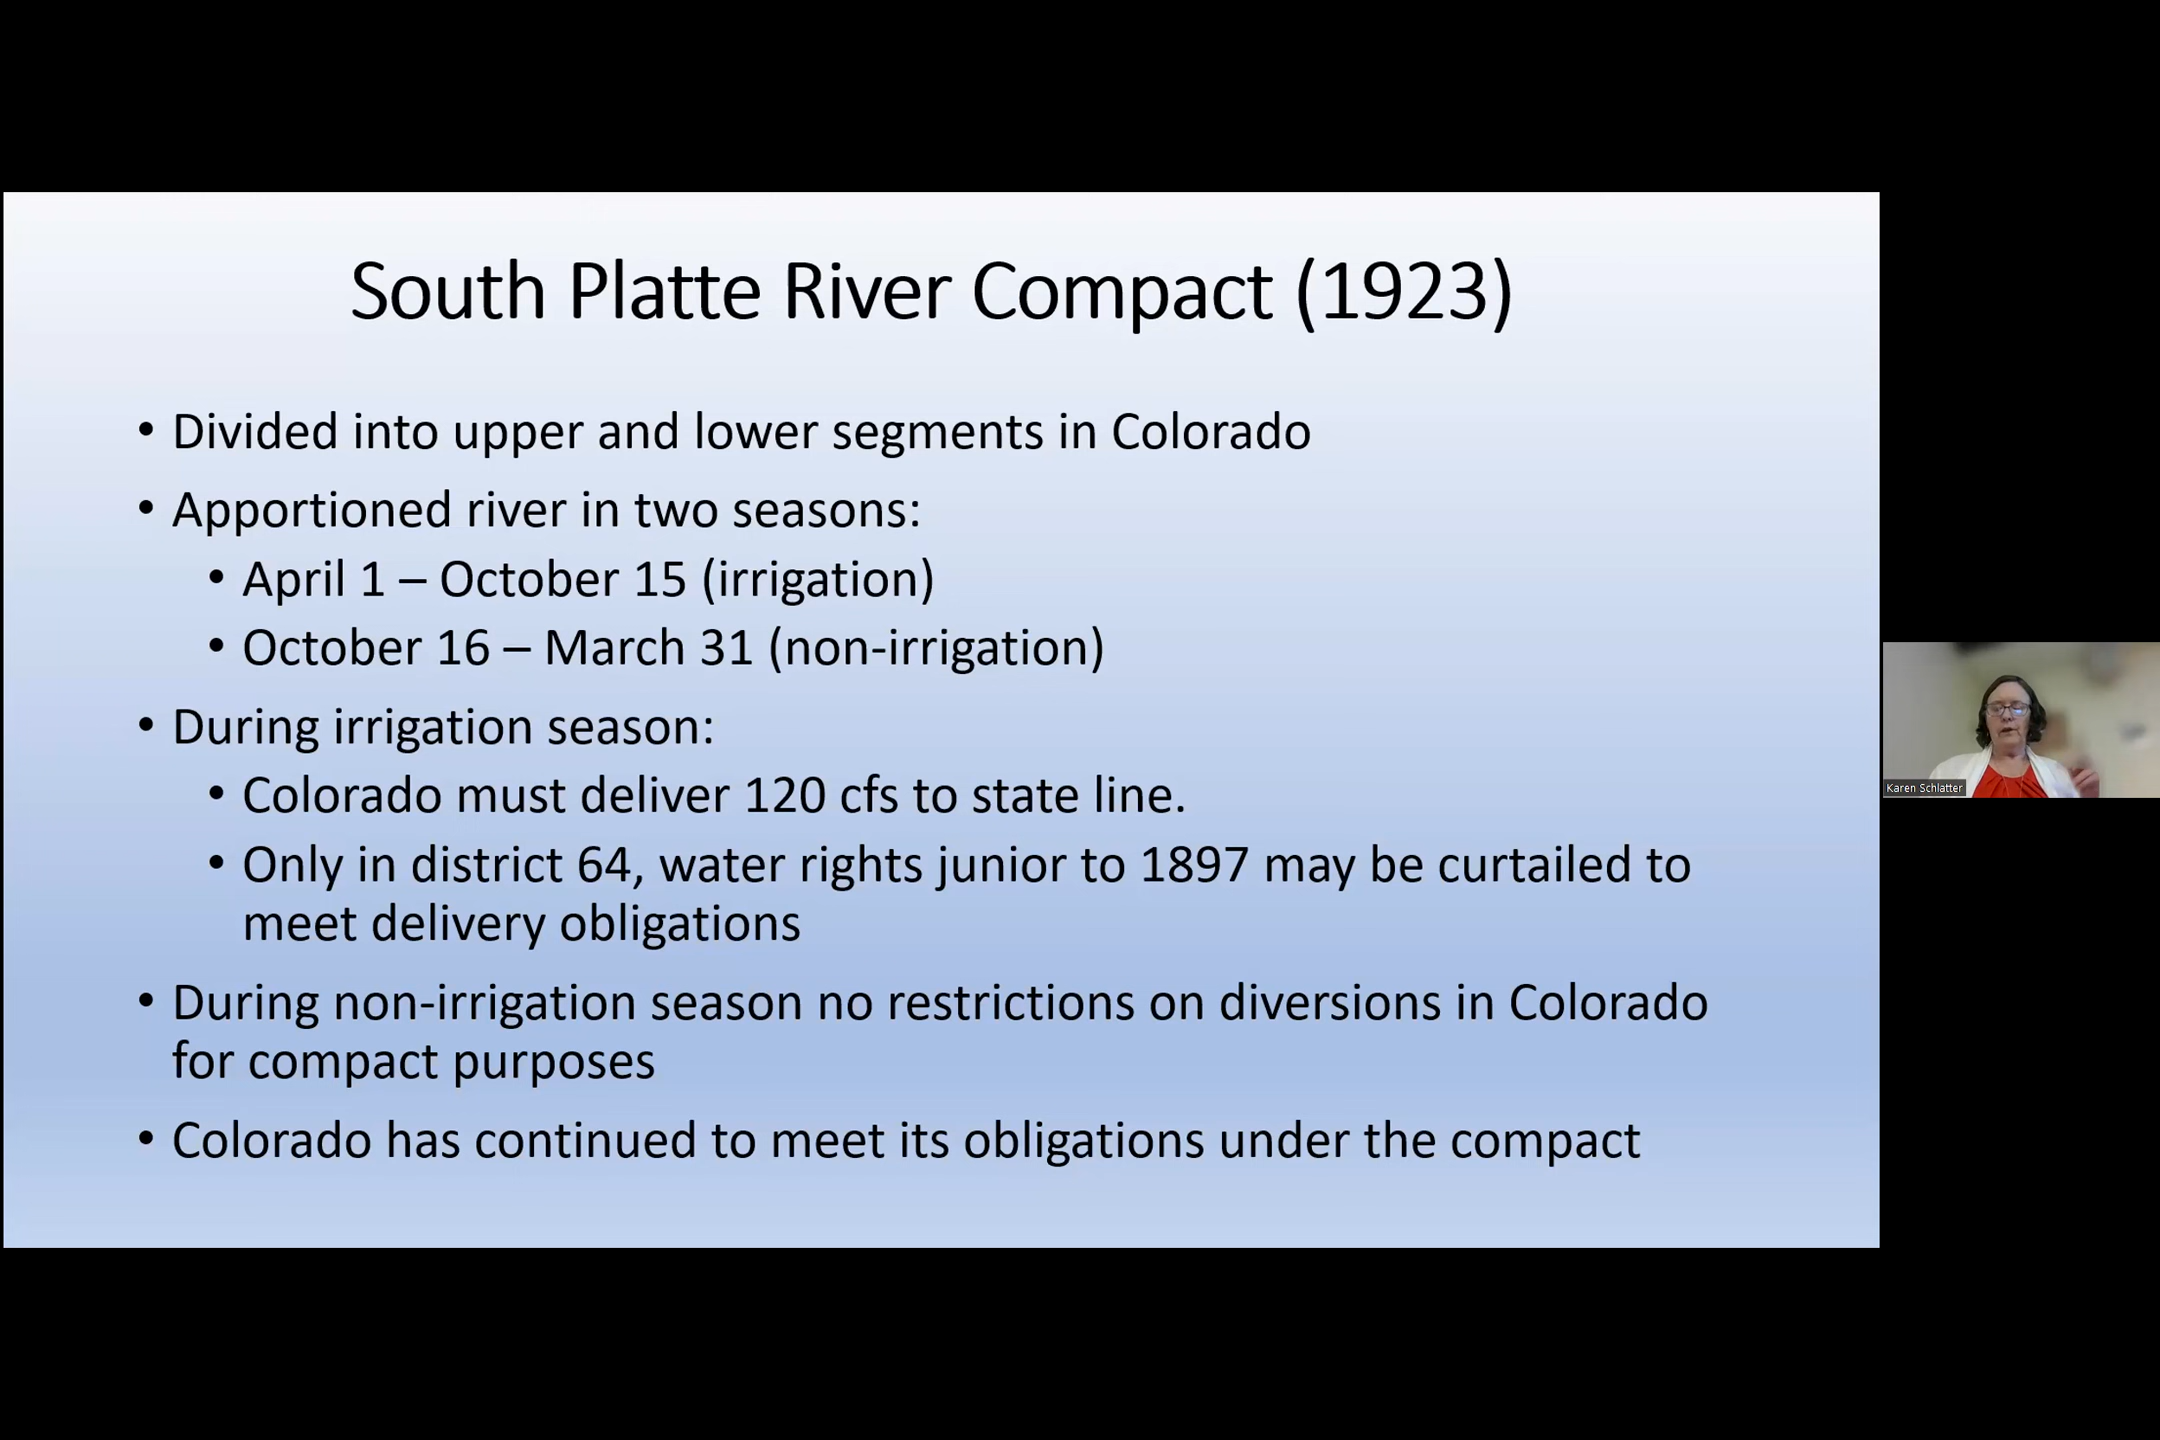 South Platte River Compact (1923)
• Divided into upper and lower segments in Colorado
• Apportioned river in two seasons:
• April 1 – October 15 (irrigation)
• October 16 – March 31 (non-irrigation)
• During irrigation season:
• Colorado must deliver 120 cfs to state line.
• Only in district 64, water rights junior to 1897 may be curtailed to
meet delivery obligations
• During non-irrigation season no restrictions on diversions in Colorado
for compact purposes
• Colorado has continued to meet its obligations under the compact
Karen Schlatter